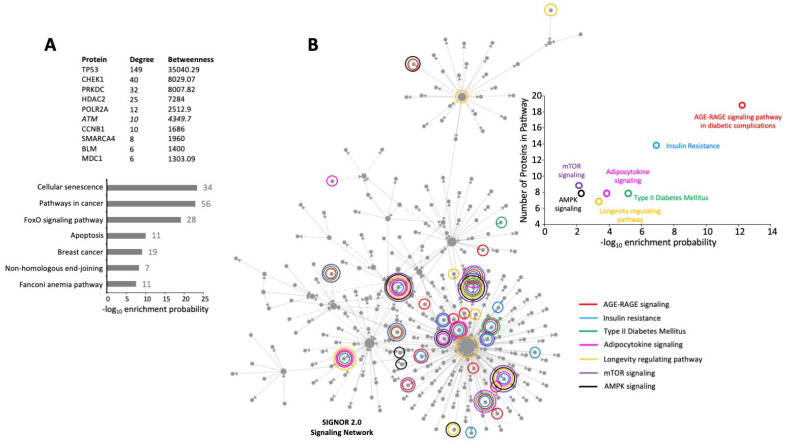 A
B
Protein Degree Betweenness
TP53 149 35040.29
CHEK1 40 8029.07
PRKDC 32 8007.82
HDAC2 25 7284
POLR2A 12 2512.9
ATM 10 4349.7
CCNB1 10 1686
SMARCA4 8 1960
BLM 6 1400
MDC1 6 1303.09
Cellular senescence 34
Pathways in cancer 56
FoxO signaling pathway 28
Apoptosis 11
Breast cancer 19
Non-homologous end-joining 7
Fanconi anemia pathway 11
0 5 10 15 20 25
-log10 enrichment probability
Number of Proteins in Pathway
20
18
16
14
12
10
8
6
4
AGE-RAGE signaling pathway
in diabetic complications
Insulin Resistance
mTOR
signaling
Adipocytokine
signaling
AMPK
signaling
Type II Diabetes Mellitus
Longevity regulating
pathway
0 2 4 6 8 10 12 14
-log10 enrichment probability
AGE-RAGE signaling
Insulin resistance
Type II Diabetes Mellitus
Adipocytokine signaling
Longevity regulating pathway
mTOR signaling
AMPK signaling
SIGNOR 2.0
Signaling Network